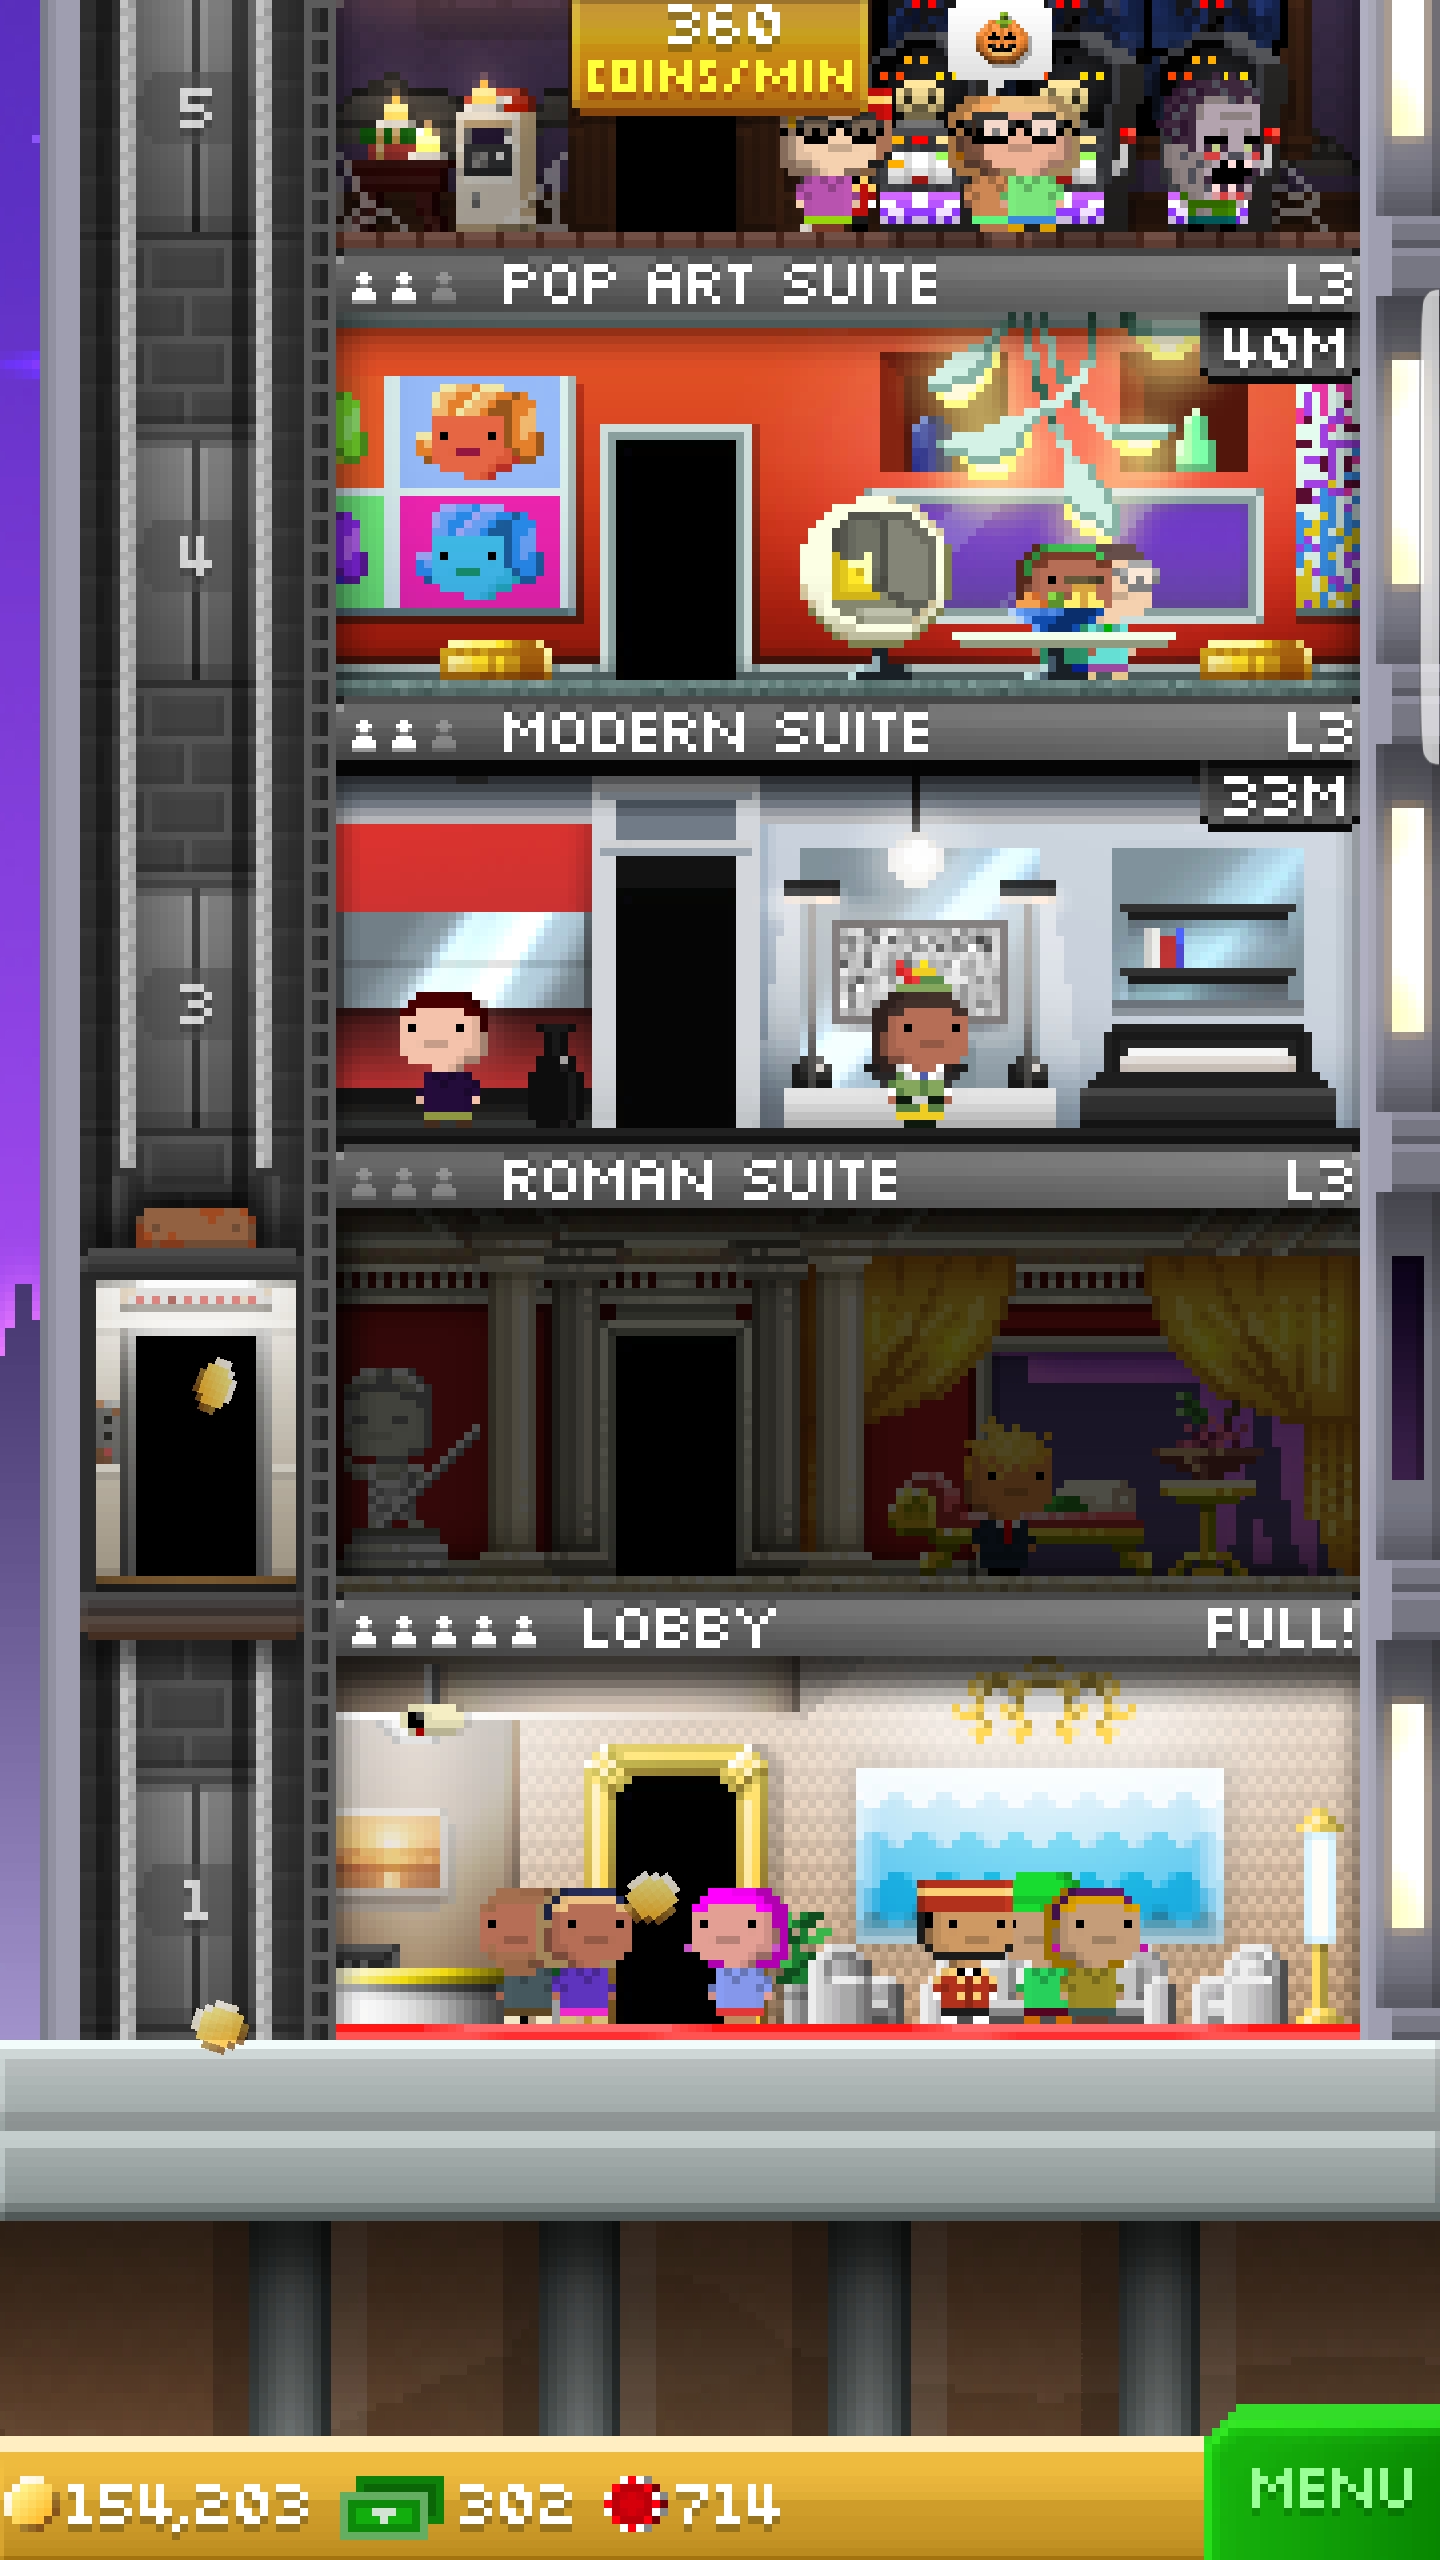 360
COINS/MIN
5
POP ART SUITE L3
40M
4
MODERN SUITE L3
33M
3
ROMAN SUITE L3
LOBBY FULL!
1
154,203 302 714
MENU